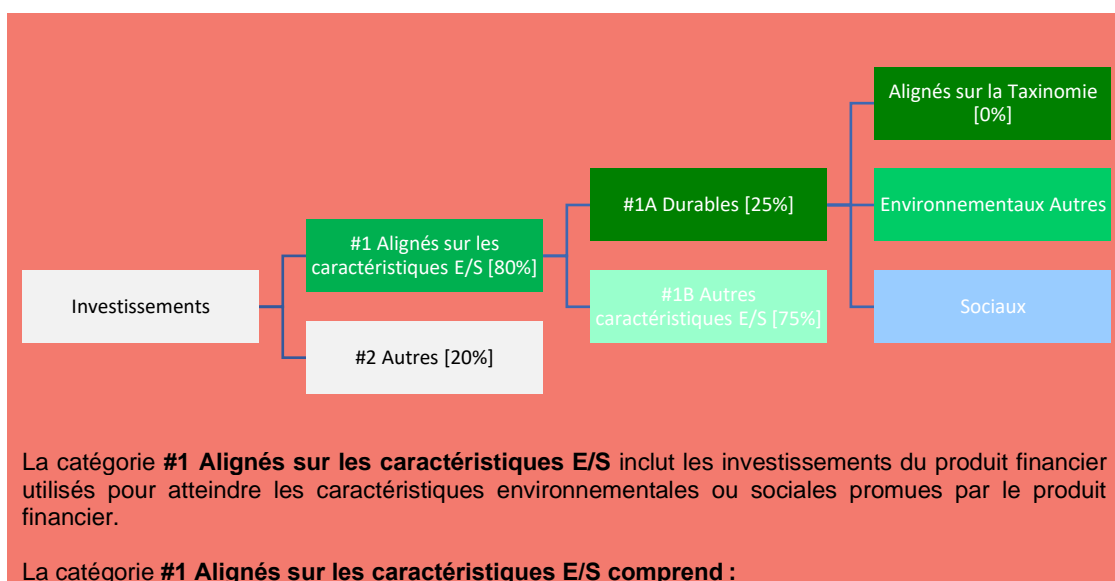 Investissements
#1 Alignés sur les
caractéristiques E/S [80%]
#2 Autres [20%]
#1A Durables [25%]
#1B Autres
caractéristiques E/S [75%]
Alignés sur la Taxinomie
[0%]
Environnementaux Autres
Sociaux
La catégorie #1 Alignés sur les caractéristiques E/S inclut les investissements du produit financier
utilisés pour atteindre les caractéristiques environnementales ou sociales promues par le produit
financier.
La catégorie #1 Alignés sur les caractéristiques E/S comprend :